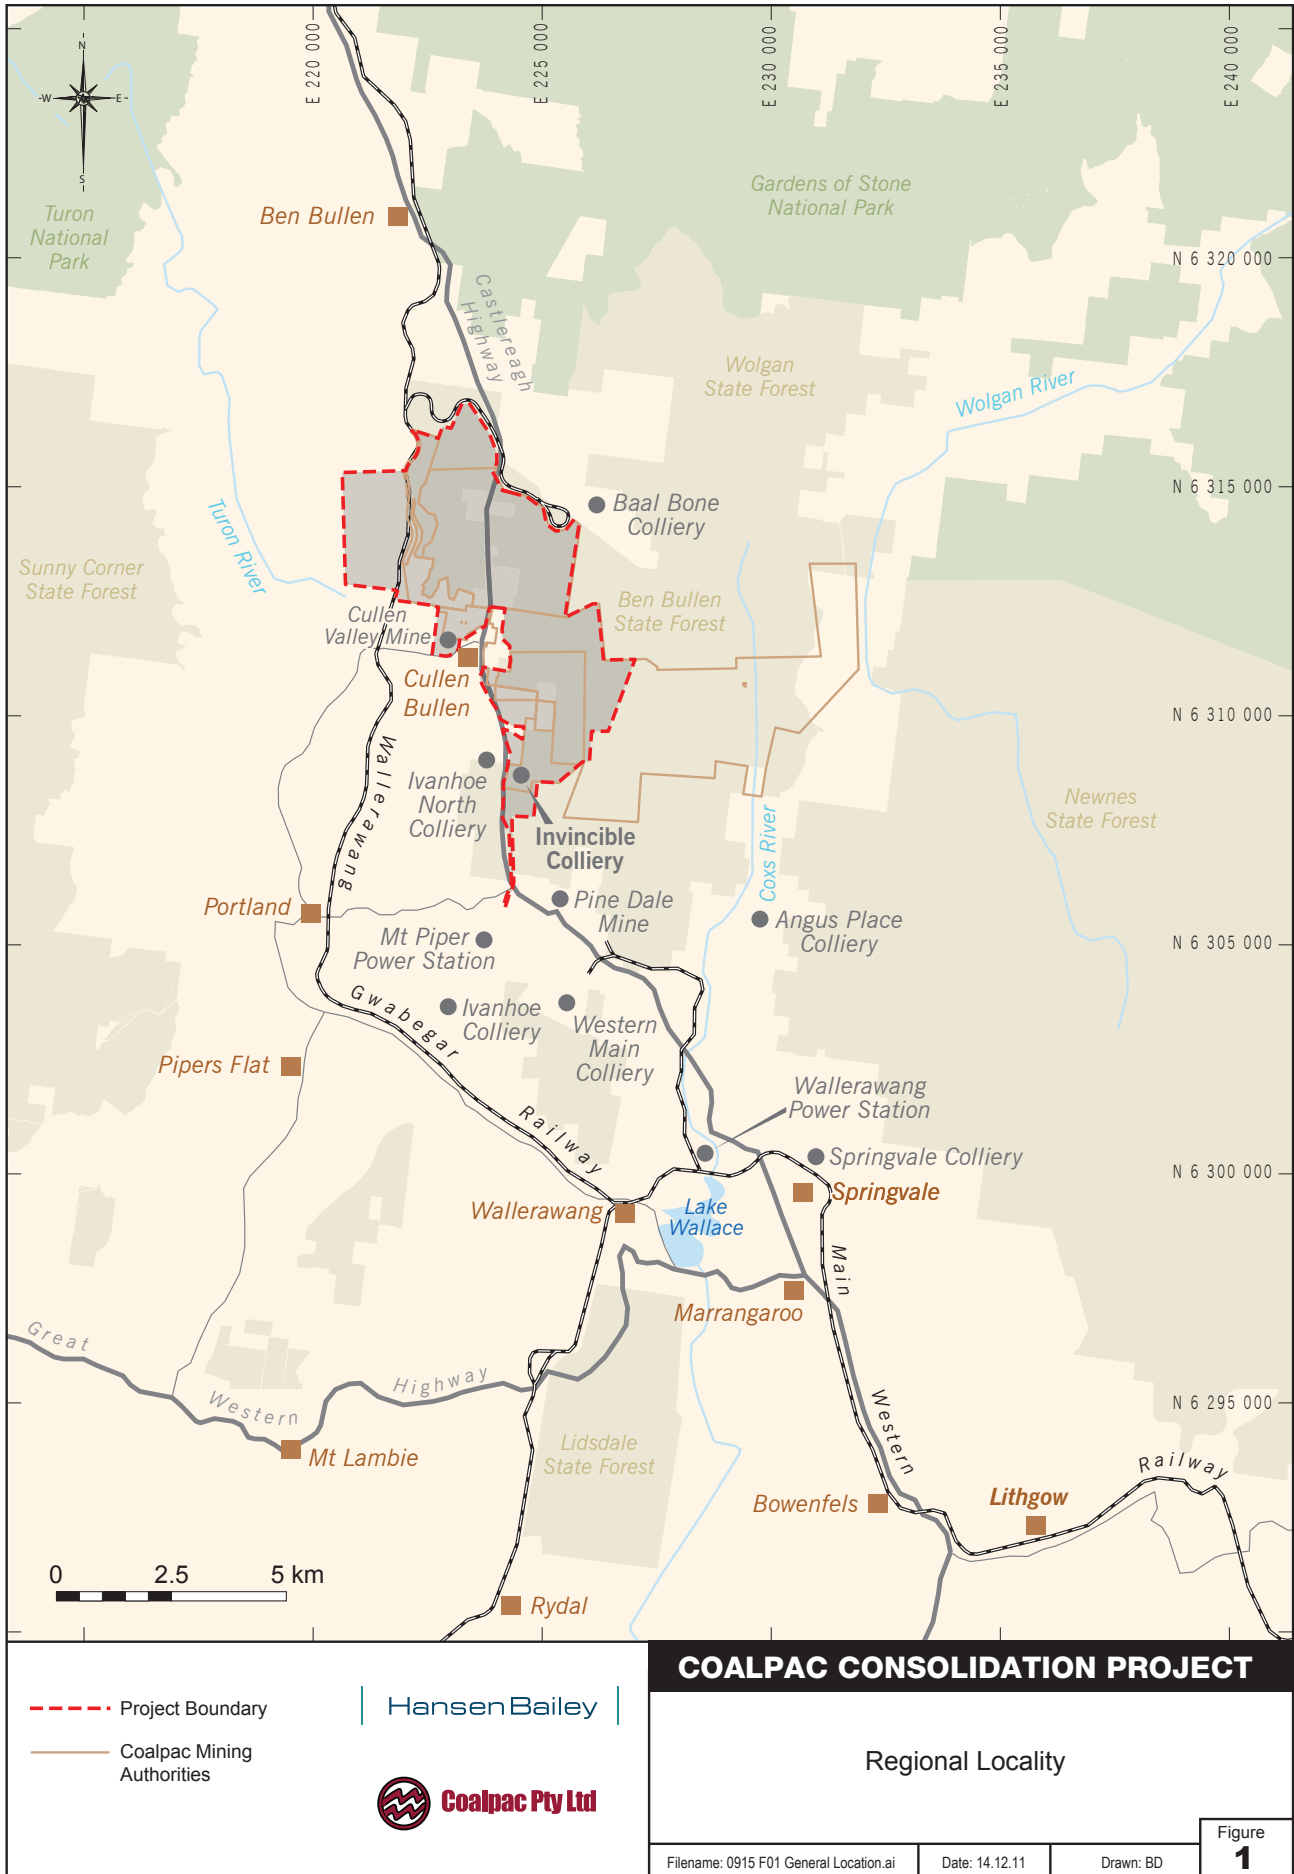 E 220 000
E 225 000
E 230 000
E 235 000
E 240 000
N
W
E
S
Turon
National
Park
Ben Bullen
Gardens of Stone
National Park
N 6 320 000
Castlereagh
Highway
Wolgan
State Forest
Wolgan River
N 6 315 000
Baal Bone
Colliery
Turon River
Sunny Corner
State Forest
Cullen
Valley Mine
Ben Bullen
State Forest
Cullen
Bullen
N 6 310 000
Ivanhoe
North
Colliery
Invincible
Colliery
Newnes
State Forest
Coxs River
Wallerawang
Portland
Pine Dale
Mine
Angus Place
Colliery
Mt Piper
Power Station
N 6 305 000
Gwabegar
Ivanhoe
Colliery
Western
Main
Colliery
Pipers Flat
Wallerawang
Power Station
Railway
Springvale Colliery
N 6 300 000
Springvale
Wallerawang
Lake
Wallace
Main
Marrangaroo
Great
Western
Highway
Western
N 6 295 000
Mt Lambie
Lidsdale
State Forest
Railway
Bowenfels
Lithgow
0 2.5 5 km
Rydal
Project Boundary
Coalpac Mining
Authorities
Hansen Bailey
Coalpac Pty Ltd
COALPAC CONSOLIDATION PROJECT
Regional Locality
Figure
1
Filename: 0915 F01 General Location.ai
Date: 14.12.11
Drawn: BD